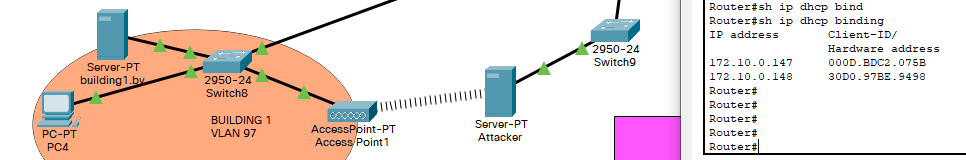 Server-PT
building1.by
2950-24
Switch8
PC-PT
PC4
BUILDING 1
VLAN 97
AccessPoint-PT
Access Point1
Server-PT
Attacker
2950-24
Switch9
Router#sh ip dhcp bind
Router#sh ip dhcp binding
IP address Client-ID/
Hardware address
172.10.0.147 000D.BDC2.075B
172.10.0.148 30D0.97BE.9498
Router#
Router#
Router#
Router#
Router#